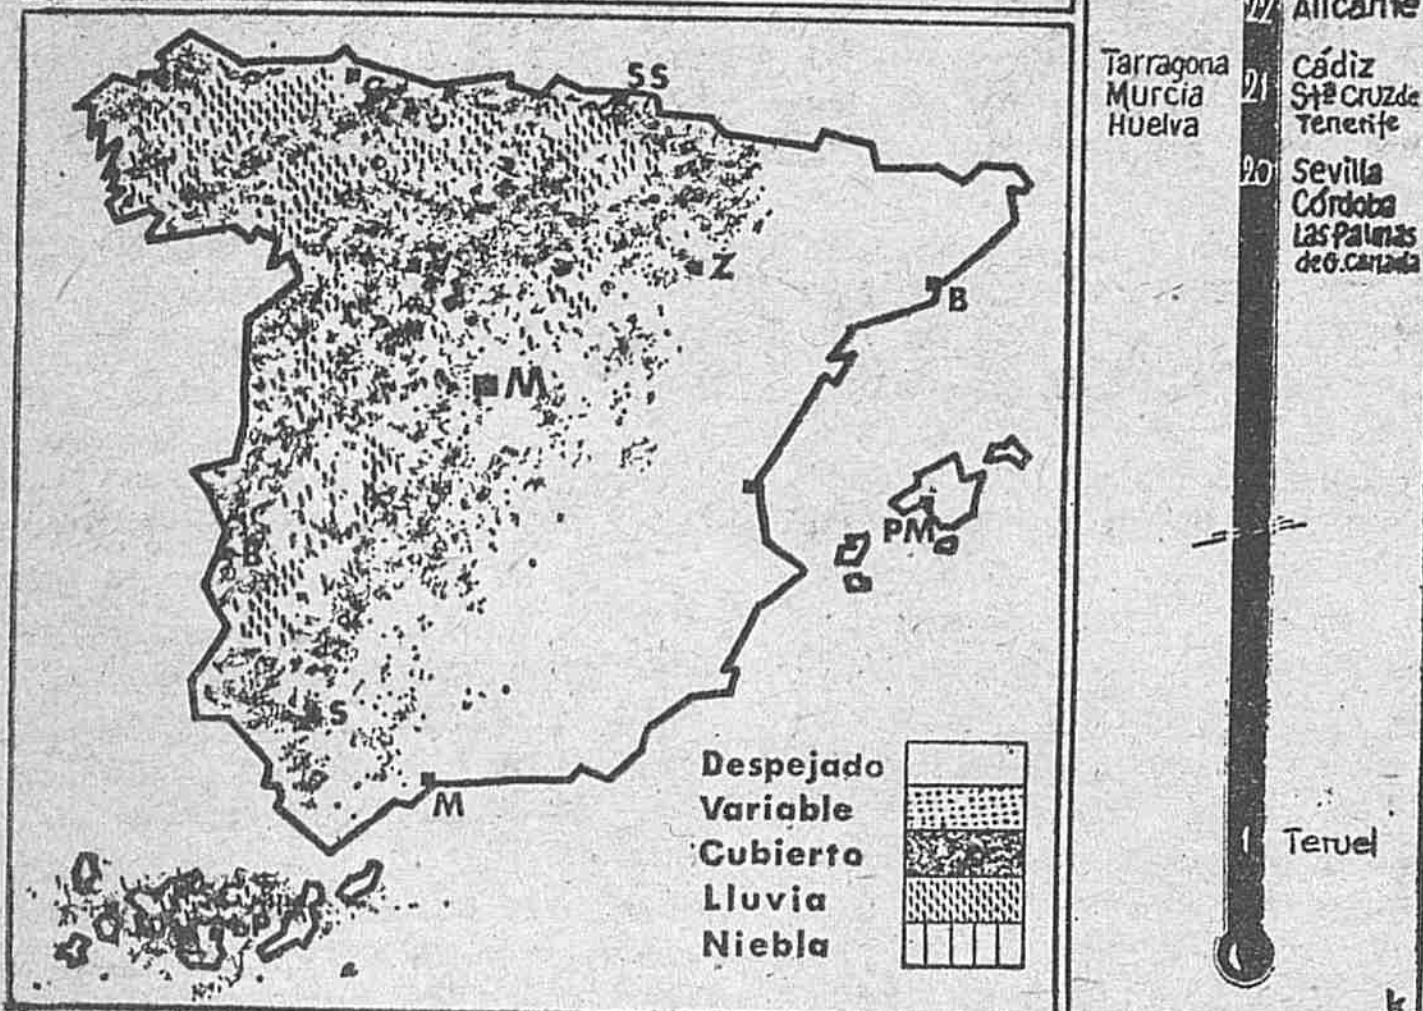 SS
Z
B
M
PM
B
S
M
Despejado
Variable
Cubierto
Lluvia
Niebla
22 Alicante
Tarragona
Murcia
Huelva
21
Cádiz
Stª Cruz de
Tenerife
20
Sevilla
Córdoba
Las Palmas
de G. Canaria
1
Teruel